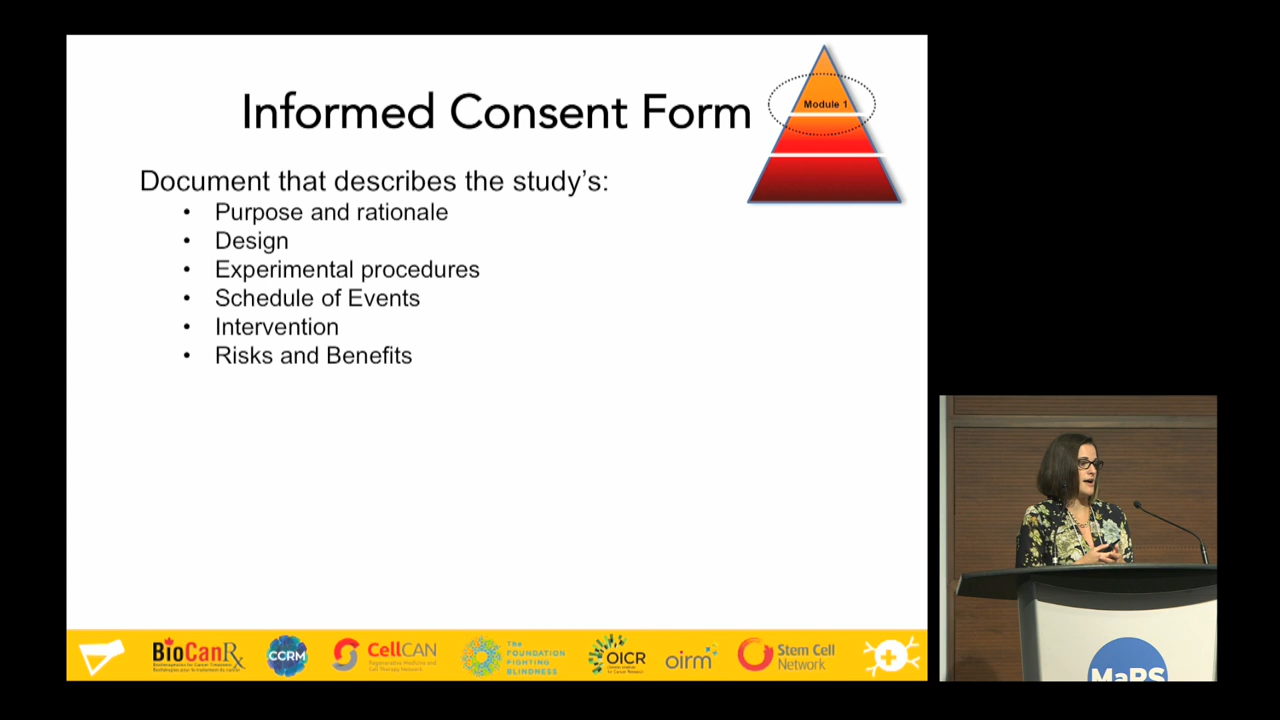 Informed Consent Form
Module 1
Document that describes the study's:
• Purpose and rationale
• Design
• Experimental procedures
• Schedule of Events
• Intervention
• Risks and Benefits
BioCanRx
CCRM
CellCAN
Regenerative Medicine and
Cell Therapy Network
THE
FOUNDATION
FIGHTING
BLINDNESS
OICR
oirm
Stem Cell
Network
MaRS